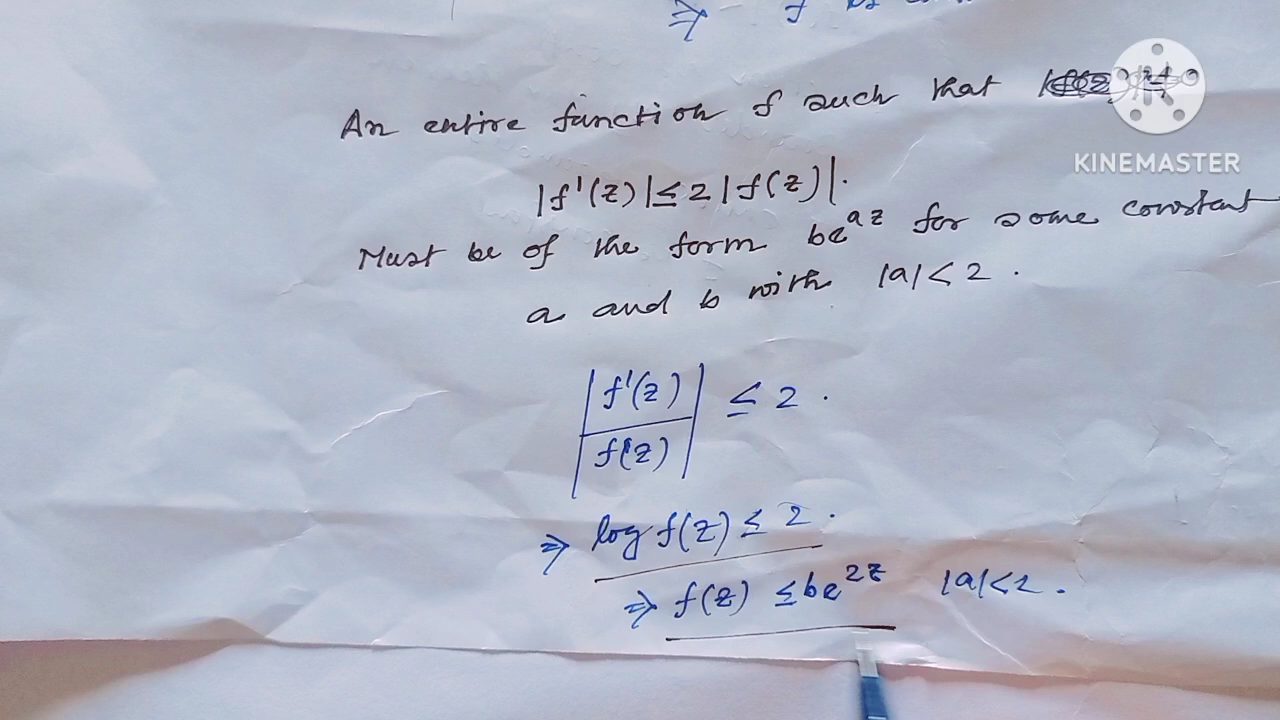 ⇒ f is
An entire function f such that
KINEMASTER
|f'(z)| ≤ 2|f(z)|.
Must be of the form be^{az} for some constant
a and b with |a| < 2.
|f'(z)/f(z)| ≤ 2.
⇒ log f(z) ≤ 2.
⇒ f(z) ≤ be^{2z} |a| < 2.